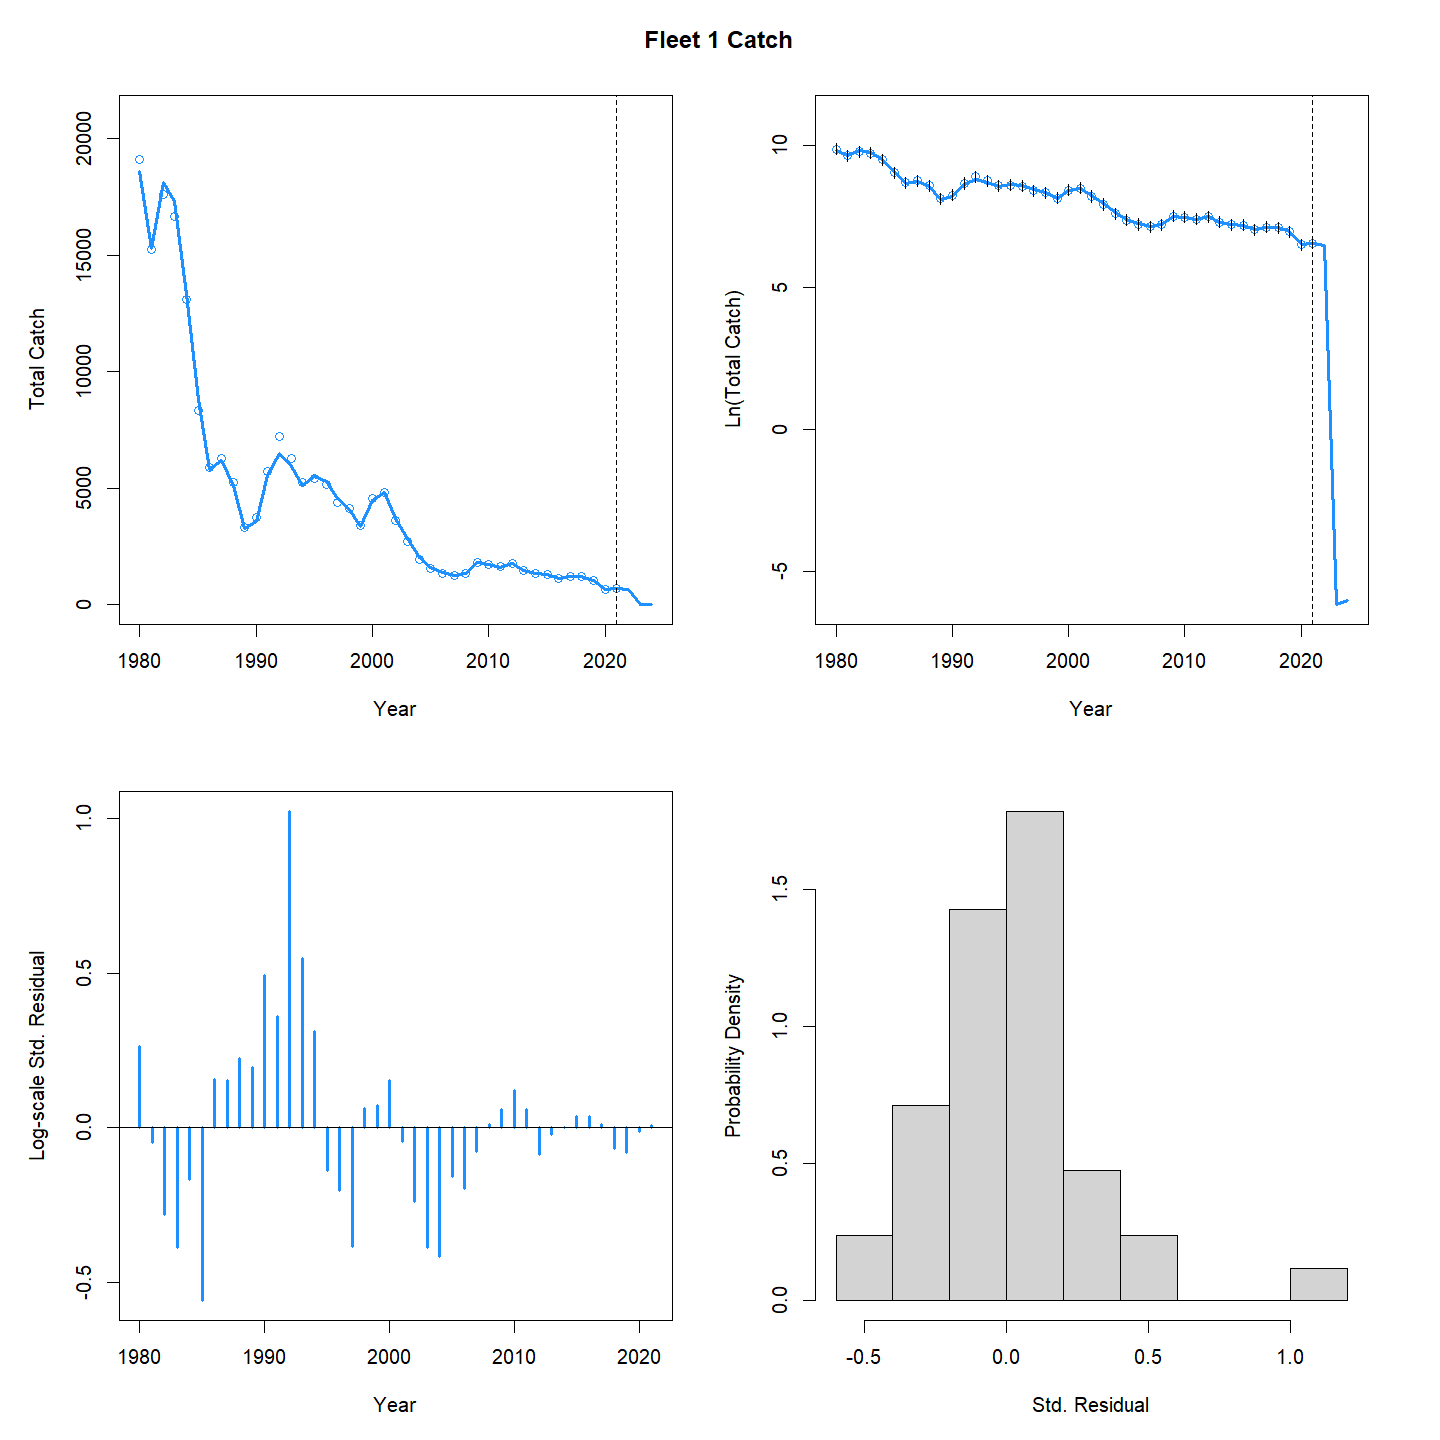 Fleet 1 Catch
Total Catch
0 5000 10000 15000 20000
1980 1990 2000 2010 2020
Year
Ln(Total Catch)
-5 0 5 10
1980 1990 2000 2010 2020
Year
Log-scale Std. Residual
-0.5 0.0 0.5 1.0
1980 1990 2000 2010 2020
Year
Probability Density
0.0 0.5 1.0 1.5
-0.5 0.0 0.5 1.0
Std. Residual